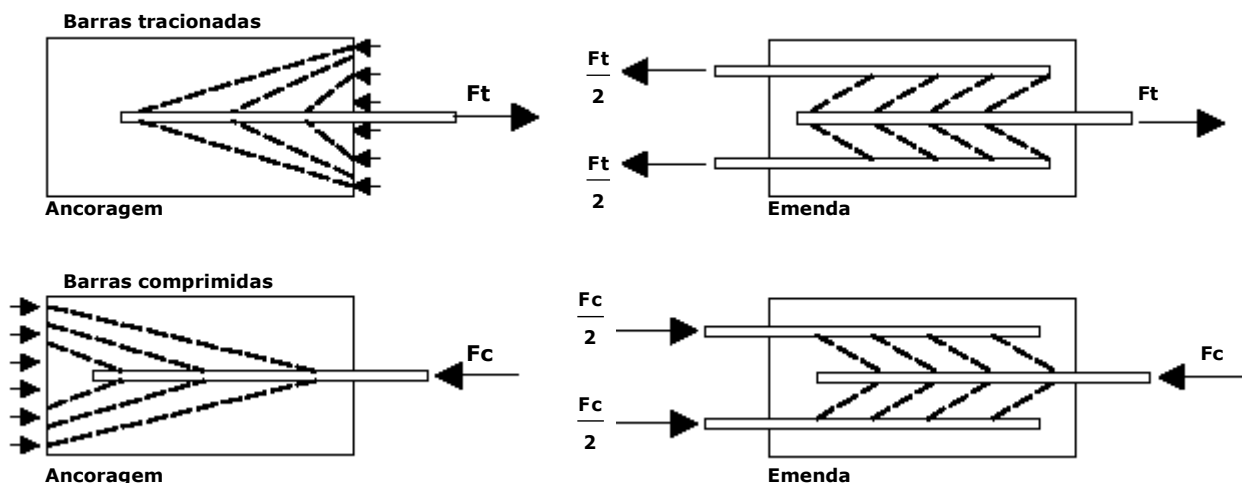 Barras tracionadas
Ft
Ancoragem
Ft
2
Ft
2
Ft
Emenda
Barras comprimidas
Fc
Ancoragem
Fc
2
Fc
2
Fc
Emenda